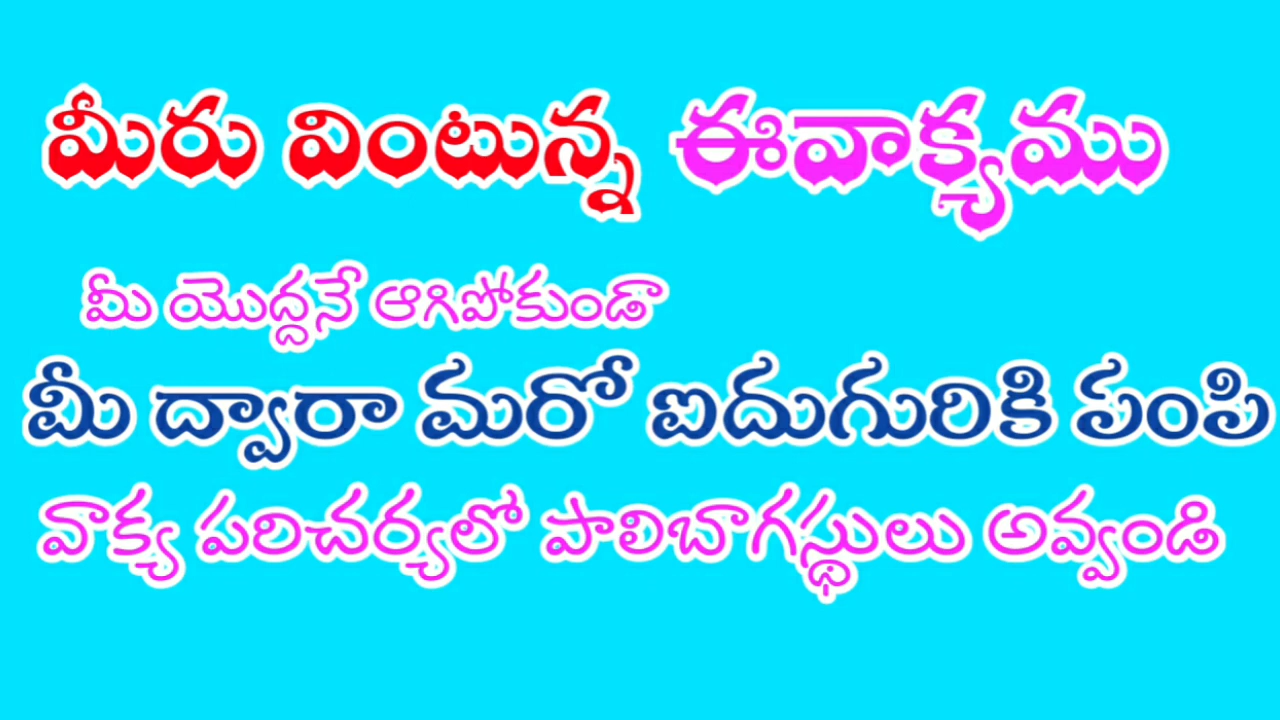 మీరు వింటున్న ఈవాక్యము
మీ యొద్దనే ఆగిపోకుండా
మీ ద్వారా మరో ఐదుగురికి పంపి
వాక్య పరిచర్యలో పాలిబాగస్థులు అవ్వండి